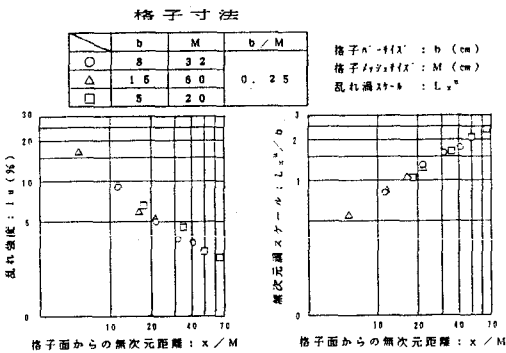 格子寸法
b M b/M
○ 8 32
△ 15 60 0.25
□ 5 20
格子バーサイズ : b (cm)
格子メッシュサイズ : M (cm)
乱れ渦スケール : Lxᵘ
乱れ強度 : Iu (%)
30
20
10
5
0
10 20 40 70
格子面からの無次元距離 : x/M
無次元渦スケール : Lxᵘ/b
3
2
1
0
10 20 40 70
格子面からの無次元距離 : x/M